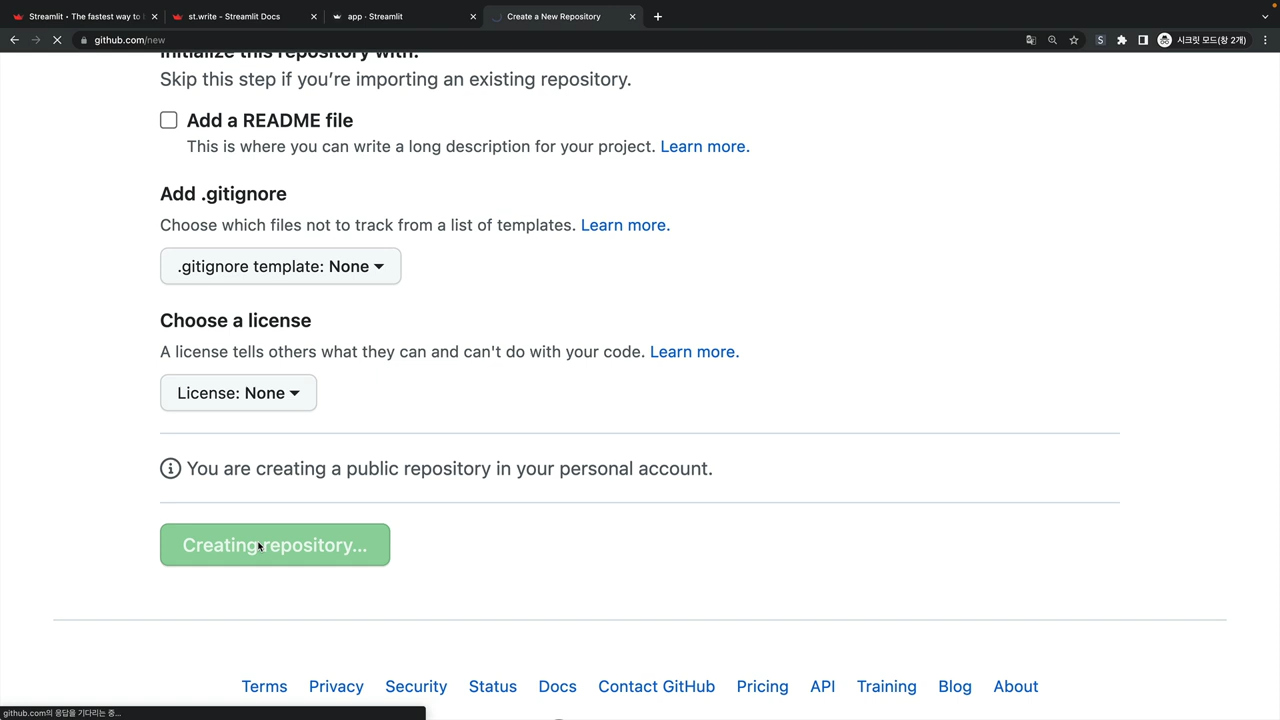 Streamlit • The fastest way to
st.write - Streamlit Docs
app · Streamlit
Create a New Repository
github.com/new
시크릿 모드(창 2개)
Initialize this repository with:
Skip this step if you’re importing an existing repository.
Add a README file
This is where you can write a long description for your project. Learn more.
Add .gitignore
Choose which files not to track from a list of templates. Learn more.
.gitignore template: None
Choose a license
A license tells others what they can and can't do with your code. Learn more.
License: None
You are creating a public repository in your personal account.
Creating repository...
Terms Privacy Security Status Docs Contact GitHub Pricing API Training Blog About
github.com의 응답을 기다리는 중...